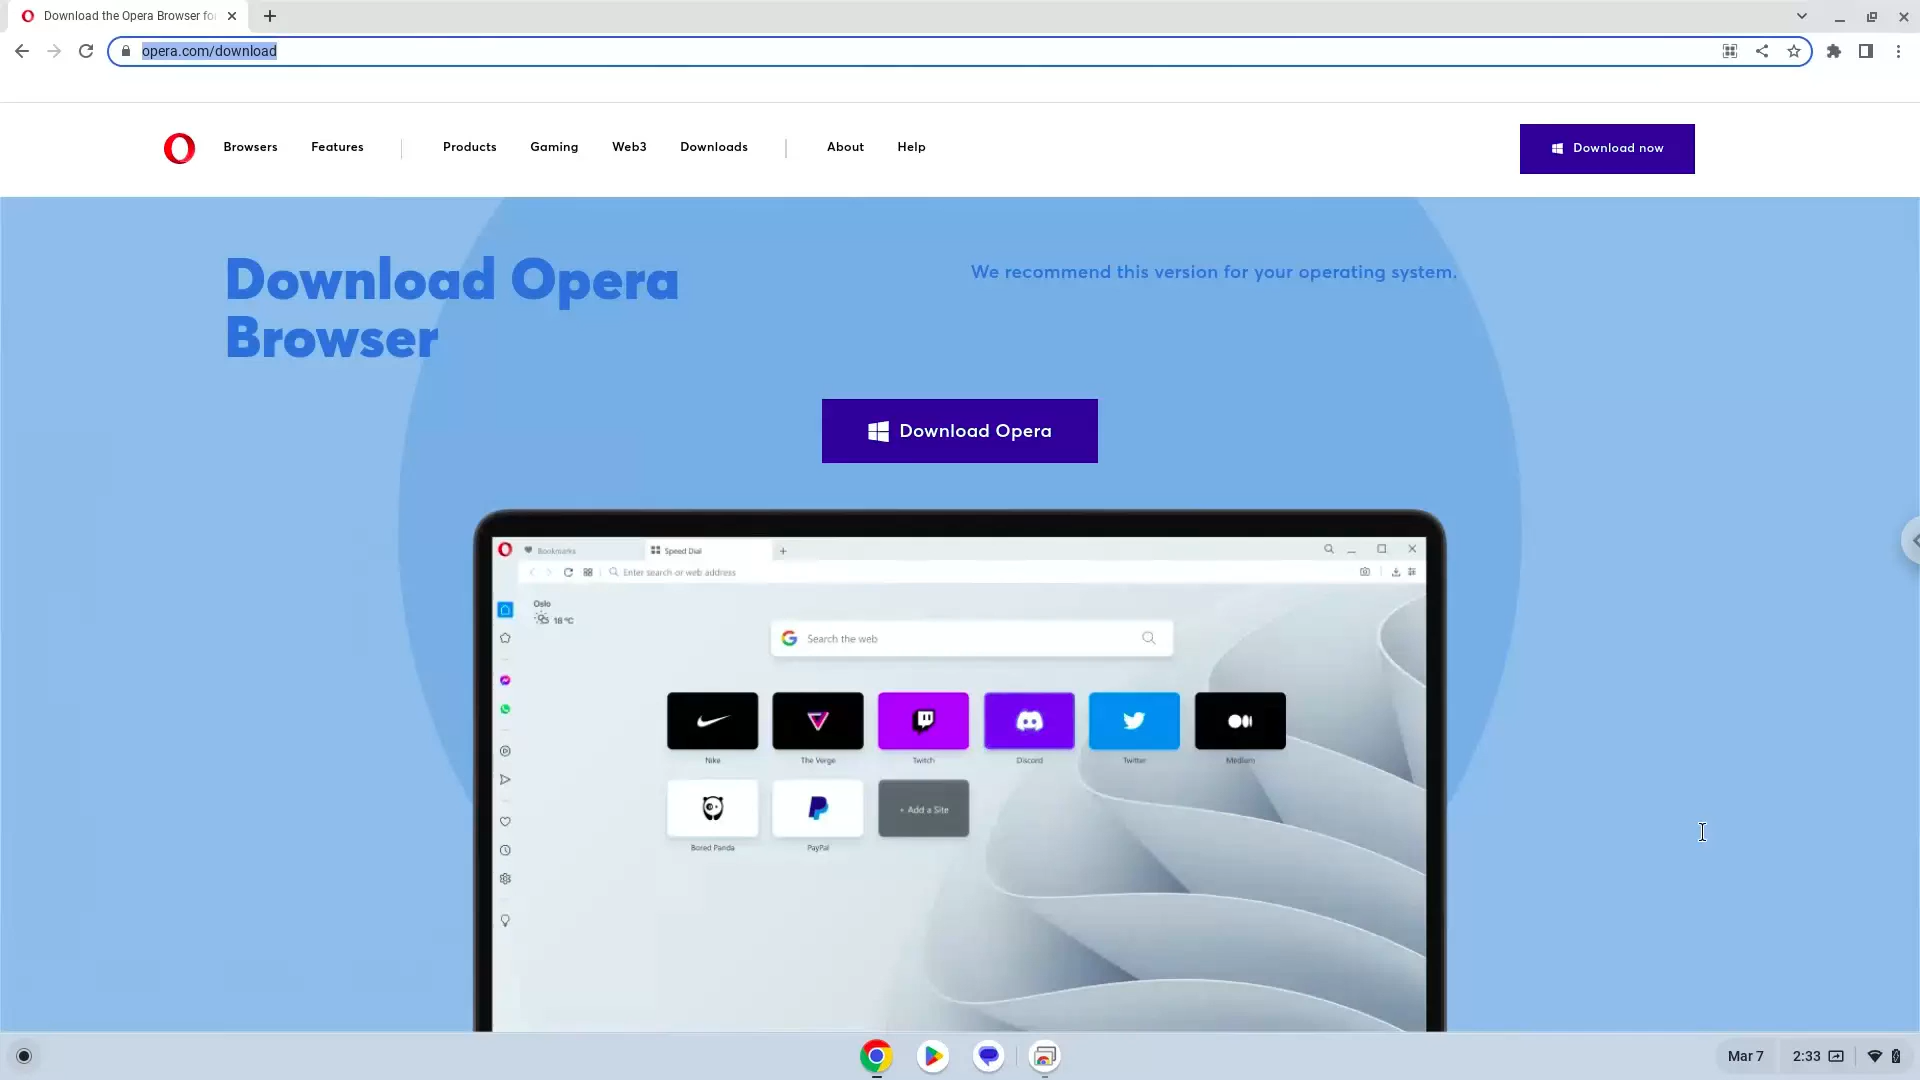 Download the Opera Browser fo
opera.com/download
Browsers Features Products Gaming Web3 Downloads About Help Download now
Download Opera
Browser
We recommend this version for your operating system.
Download Opera
Bookmarks Speed Dial
Enter search or web address
Oslo
18 °C
Search the web
Nike The Verge Twitch Discord Twitter Medium
+ Add a Site
Bored Panda PayPal
Mar 7 2:33